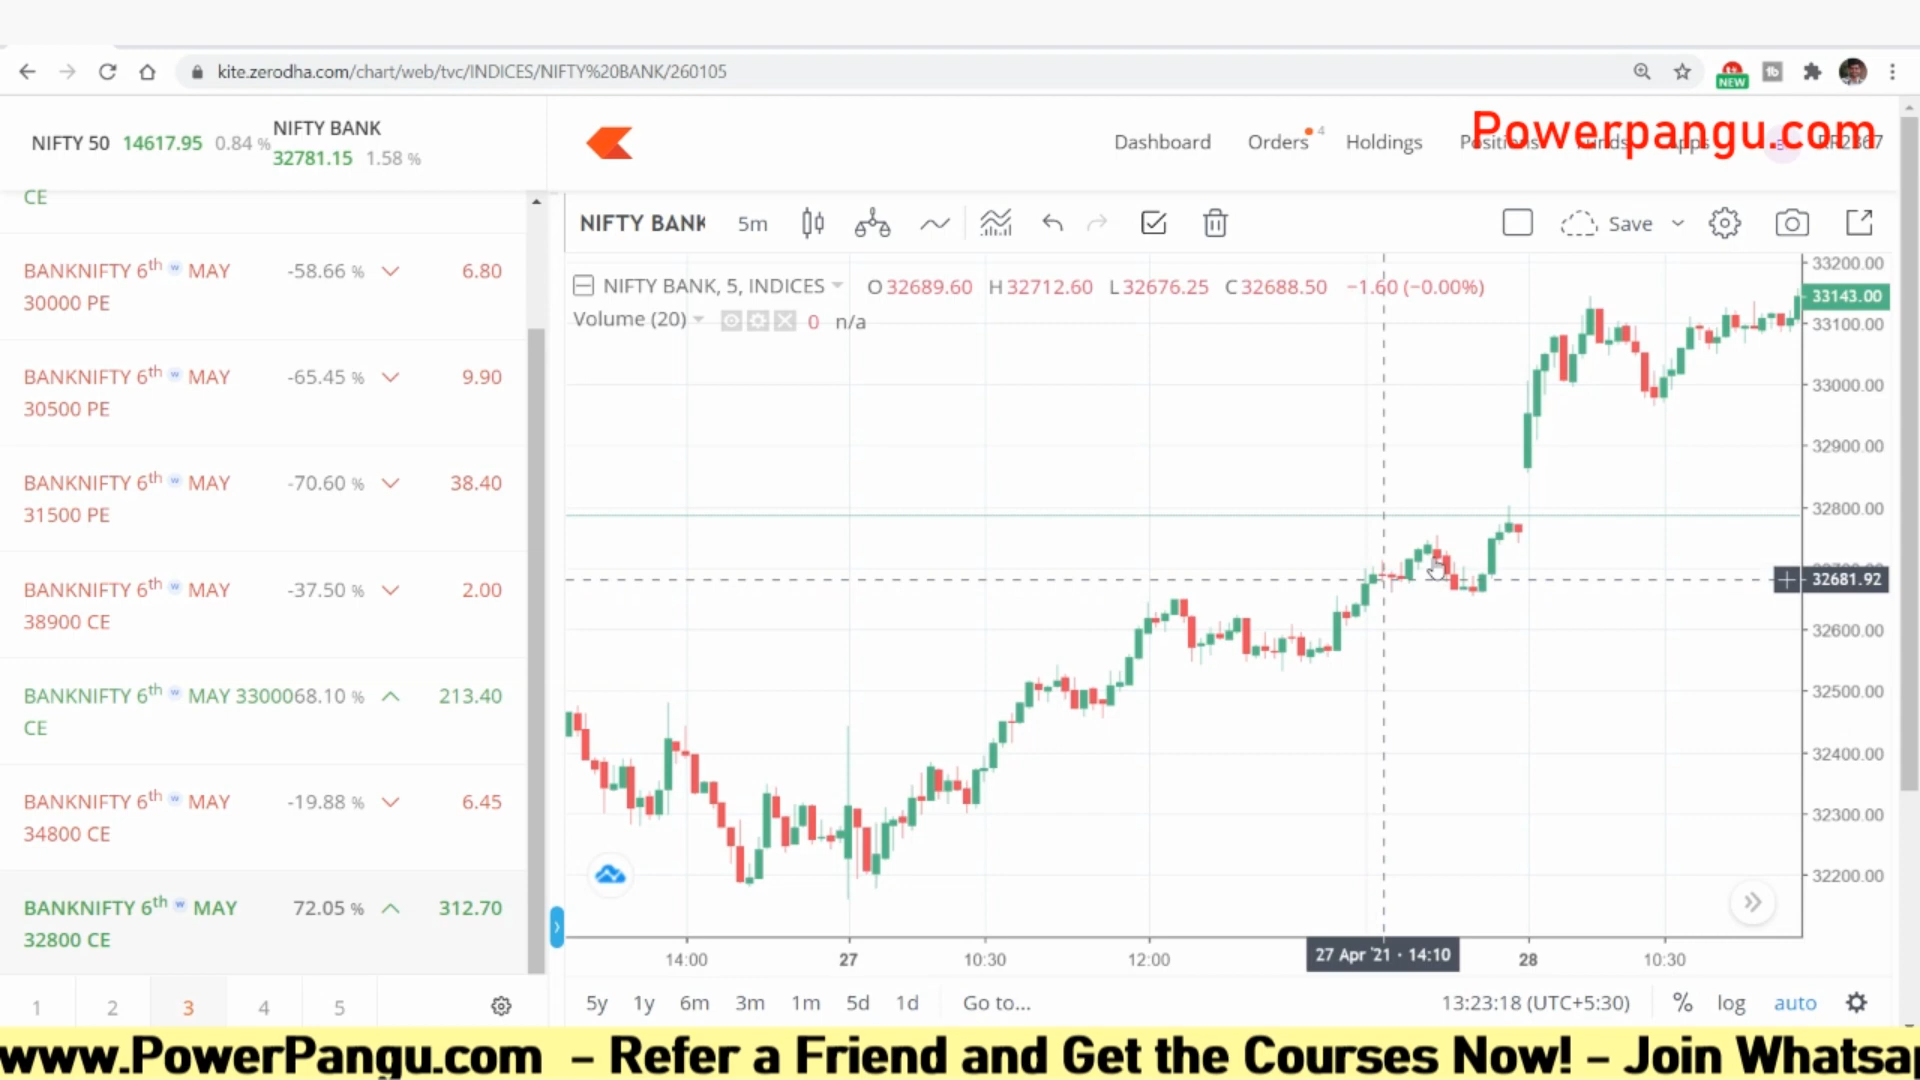 kite.zerodha.com/chart/web/tvc/INDICES/NIFTY%20BANK/260105
NEW
NIFTY 50 14617.95 0.84 %
NIFTY BANK
32781.15 1.58 %
Dashboard Orders 4 Holdings Positions Funds Apps
Powerpangu.com
CE
BANKNIFTY 6th w MAY -58.66 % 6.80
30000 PE
BANKNIFTY 6th w MAY -65.45 % 9.90
30500 PE
BANKNIFTY 6th w MAY -70.60 % 38.40
31500 PE
BANKNIFTY 6th w MAY -37.50 % 2.00
38900 CE
BANKNIFTY 6th w MAY 33000 68.10 % 213.40
CE
BANKNIFTY 6th w MAY -19.88 % 6.45
34800 CE
BANKNIFTY 6th w MAY 72.05 % 312.70
32800 CE
1 2 3 4 5
NIFTY BANK 5m Save
NIFTY BANK, 5, INDICES O32689.60 H32712.60 L32676.25 C32688.50 −1.60 (−0.00%)
Volume (20) 0 n/a
33200.00
33143.00
33100.00
33000.00
32900.00
32800.00
32681.92
32600.00
32500.00
32400.00
32300.00
32200.00
14:00 27 10:30 12:00 27 Apr '21 · 14:10 28 10:30
5y 1y 6m 3m 1m 5d 1d Go to... 13:23:18 (UTC+5:30) % log auto
www.PowerPangu.com – Refer a Friend and Get the Courses Now! – Join Whatsap